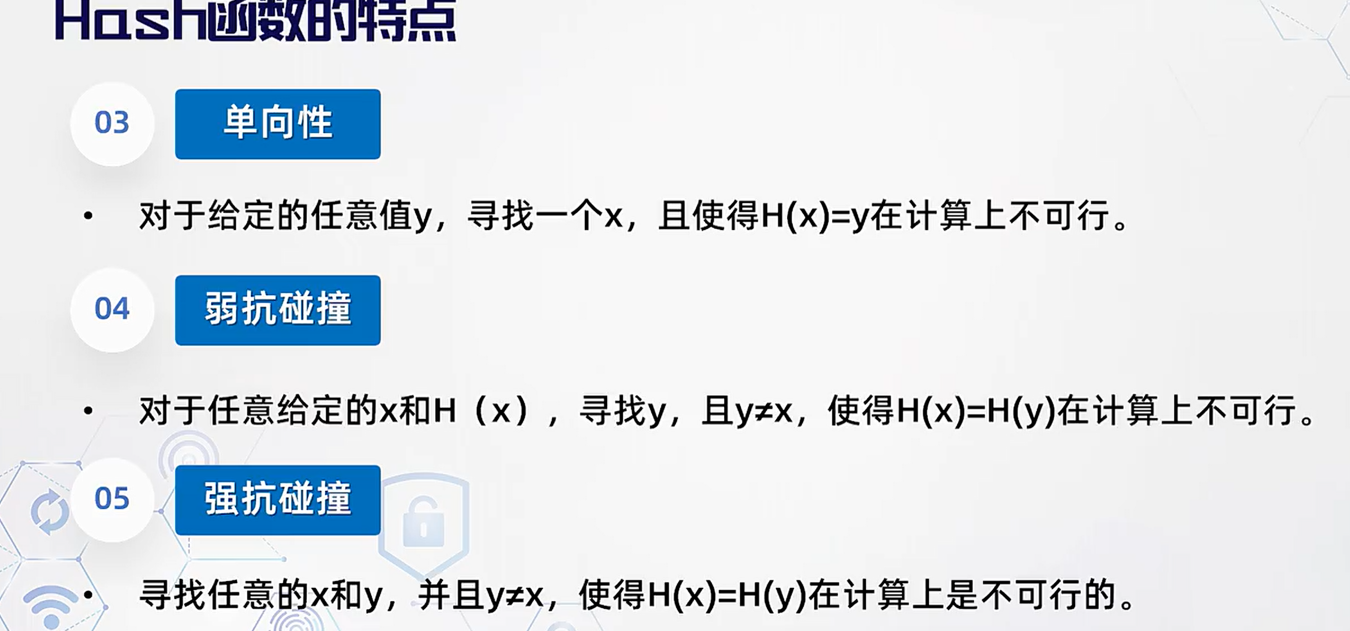 Hash函数的特点
03
单向性
• 对于给定的任意值y，寻找一个x，且使得H(x)=y在计算上不可行。
04
弱抗碰撞
• 对于任意给定的x和H（x），寻找y，且y≠x，使得H(x)=H(y)在计算上不可行。
05
强抗碰撞
• 寻找任意的x和y，并且y≠x，使得H(x)=H(y)在计算上是不可行的。